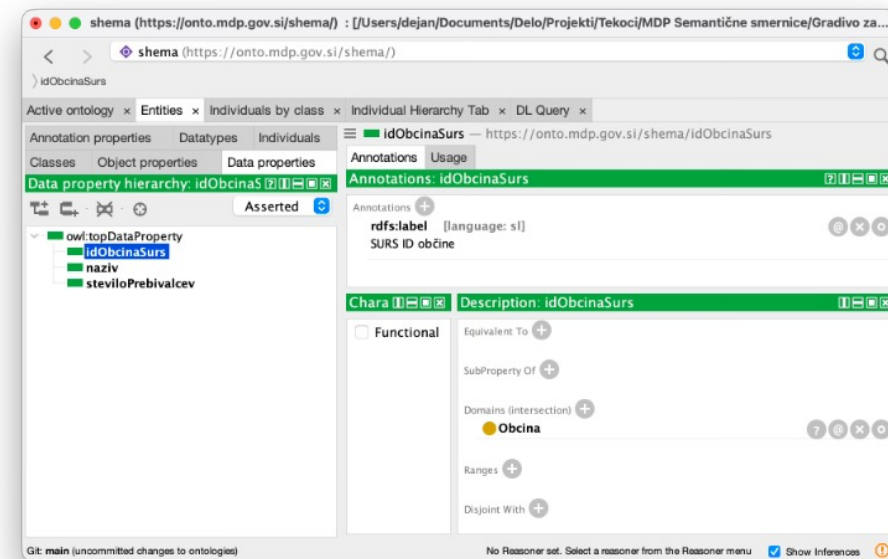 shema (https://onto.mdp.gov.si/shema/) : [/Users/dejan/Documents/Delo/Projekti/Tekoci/MDP Semantične smernice/Gradivo za...
shema (https://onto.mdp.gov.si/shema/)
idObcinaSurs
Active ontology × Entities × Individuals by class × Individual Hierarchy Tab × DL Query ×
Annotation properties Datatypes Individuals
Classes Object properties Data properties
Data property hierarchy: idObcinaS
Asserted
owl:topDataProperty
idObcinaSurs
naziv
steviloPrebivalcev
idObcinaSurs — https://onto.mdp.gov.si/shema/idObcinaSurs
Annotations Usage
Annotations: idObcinaSurs
Annotations
rdfs:label [language: sl]
SURS ID občine
Chara
Functional
Description: idObcinaSurs
Equivalent To
SubProperty Of
Domains (intersection)
Obcina
Ranges
Disjoint With
Git: main (uncommitted changes to ontologies)
No Reasoner set. Select a reasoner from the Reasoner menu Show Inferences